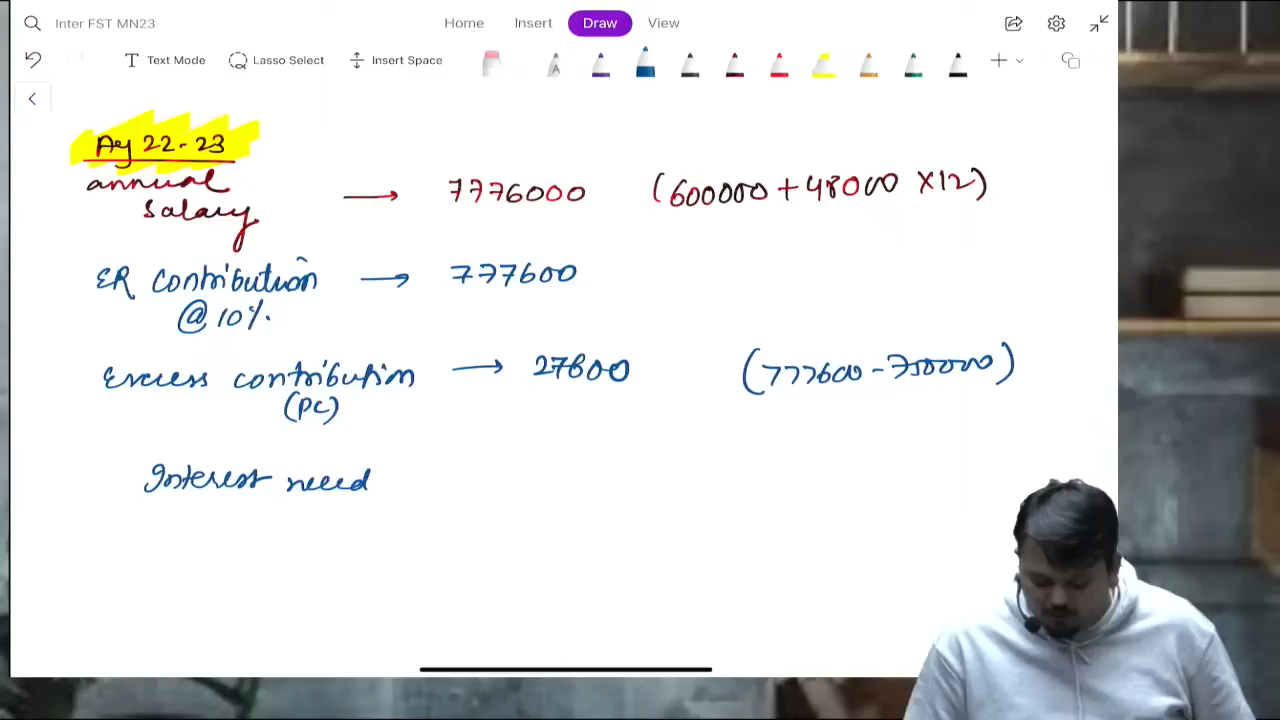 Inter FST MN23
Home Insert Draw View
Text Mode Lasso Select Insert Space
Ay 22-23
annual salary → 7776000 (600000 + 48000 ×12)
ER contribution @ 10%. → 777600
Excess contribution (PC) → 27600 (777600 - 750000)
Interest need